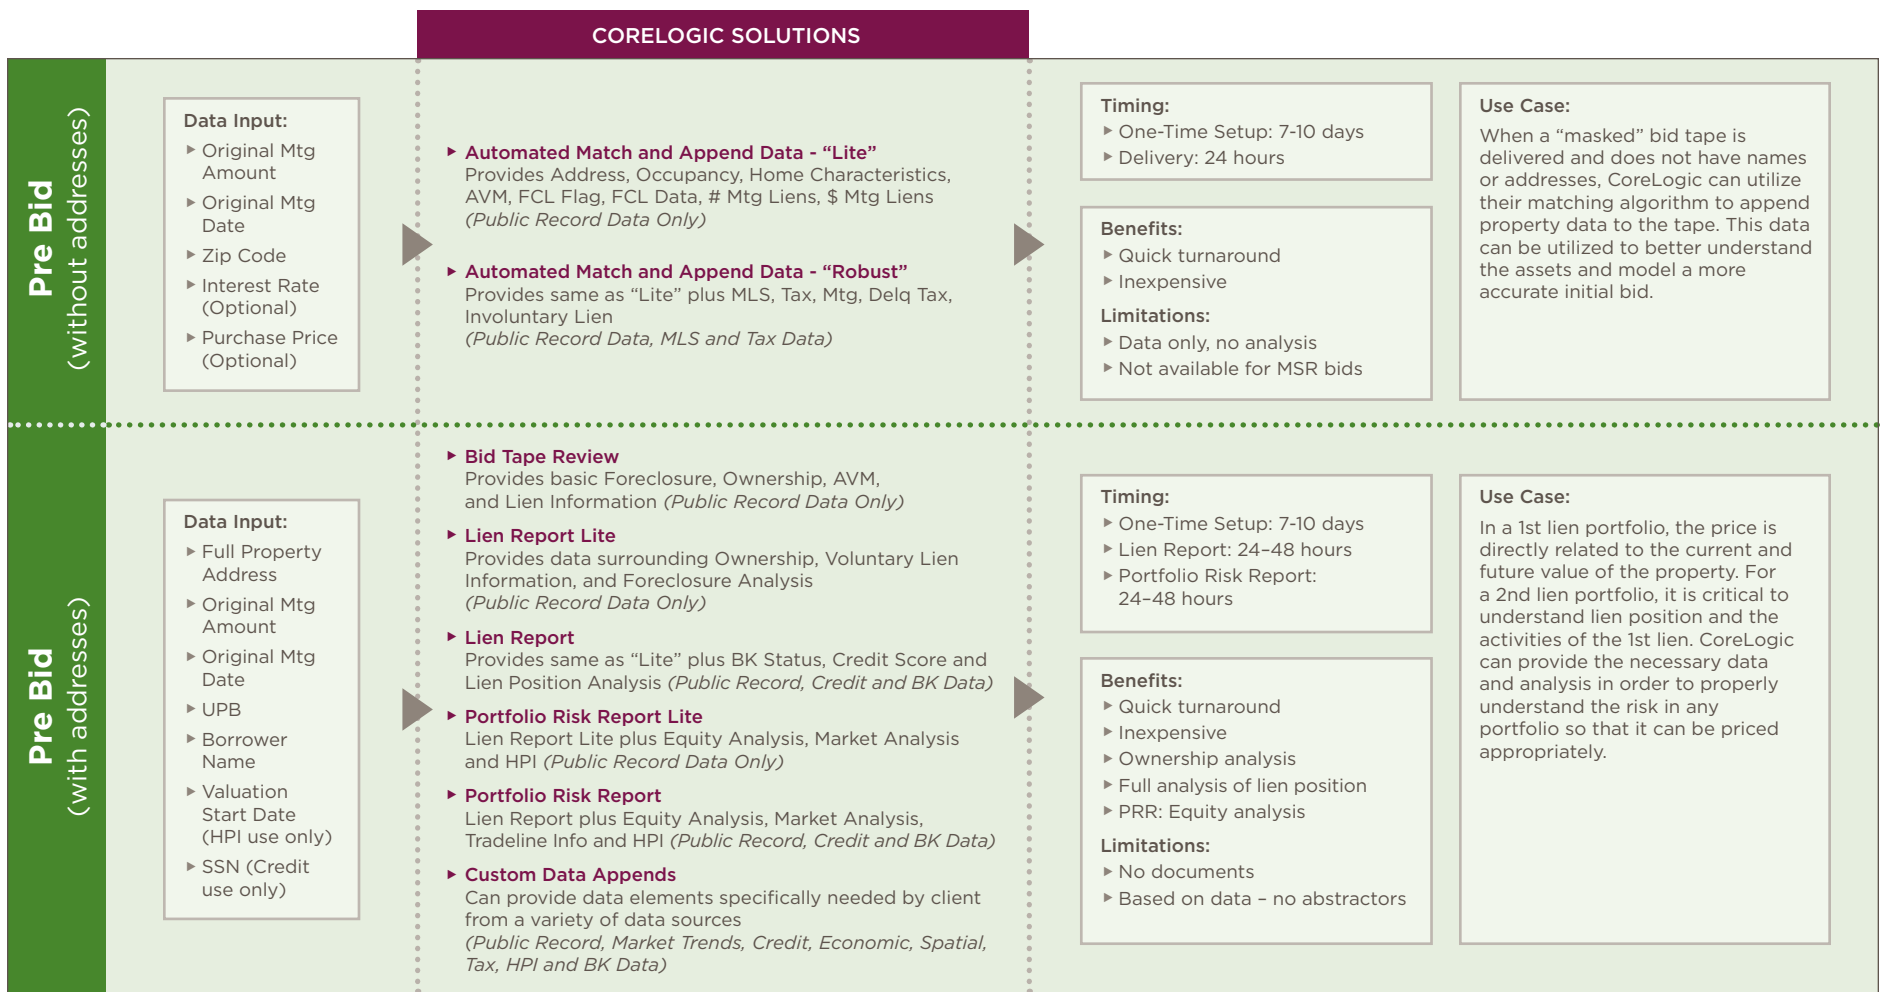 CORELOGIC SOLUTIONS
Pre Bid
(without addresses)
Data Input:
▸ Original Mtg
Amount
▸ Original Mtg
Date
▸ Zip Code
▸ Interest Rate
(Optional)
▸ Purchase Price
(Optional)
▸ Automated Match and Append Data - “Lite”
Provides Address, Occupancy, Home Characteristics,
AVM, FCL Flag, FCL Data, # Mtg Liens, $ Mtg Liens
(Public Record Data Only)
▸ Automated Match and Append Data - “Robust”
Provides same as “Lite” plus MLS, Tax, Mtg, Delq Tax,
Involuntary Lien
(Public Record Data, MLS and Tax Data)
Timing:
▸ One-Time Setup: 7-10 days
▸ Delivery: 24 hours
Benefits:
▸ Quick turnaround
▸ Inexpensive
Limitations:
▸ Data only, no analysis
▸ Not available for MSR bids
Use Case:
When a “masked” bid tape is
delivered and does not have names
or addresses, CoreLogic can utilize
their matching algorithm to append
property data to the tape. This data
can be utilized to better understand
the assets and model a more
accurate initial bid.
Pre Bid
(with addresses)
Data Input:
▸ Full Property
Address
▸ Original Mtg
Amount
▸ Original Mtg
Date
▸ UPB
▸ Borrower
Name
▸ Valuation
Start Date
(HPI use only)
▸ SSN (Credit
use only)
▸ Bid Tape Review
Provides basic Foreclosure, Ownership, AVM,
and Lien Information (Public Record Data Only)
▸ Lien Report Lite
Provides data surrounding Ownership, Voluntary Lien
Information, and Foreclosure Analysis
(Public Record Data Only)
▸ Lien Report
Provides same as “Lite” plus BK Status, Credit Score and
Lien Position Analysis (Public Record, Credit and BK Data)
▸ Portfolio Risk Report Lite
Lien Report Lite plus Equity Analysis, Market Analysis
and HPI (Public Record Data Only)
▸ Portfolio Risk Report
Lien Report plus Equity Analysis, Market Analysis,
Tradeline Info and HPI (Public Record, Credit and BK Data)
▸ Custom Data Appends
Can provide data elements specifically needed by client
from a variety of data sources
(Public Record, Market Trends, Credit, Economic, Spatial,
Tax, HPI and BK Data)
Timing:
▸ One-Time Setup: 7-10 days
▸ Lien Report: 24–48 hours
▸ Portfolio Risk Report:
24–48 hours
Benefits:
▸ Quick turnaround
▸ Inexpensive
▸ Ownership analysis
▸ Full analysis of lien position
▸ PRR: Equity analysis
Limitations:
▸ No documents
▸ Based on data – no abstractors
Use Case:
In a 1st lien portfolio, the price is
directly related to the current and
future value of the property. For
a 2nd lien portfolio, it is critical to
understand lien position and the
activities of the 1st lien. CoreLogic
can provide the necessary data
and analysis in order to properly
understand the risk in any
portfolio so that it can be priced
appropriately.